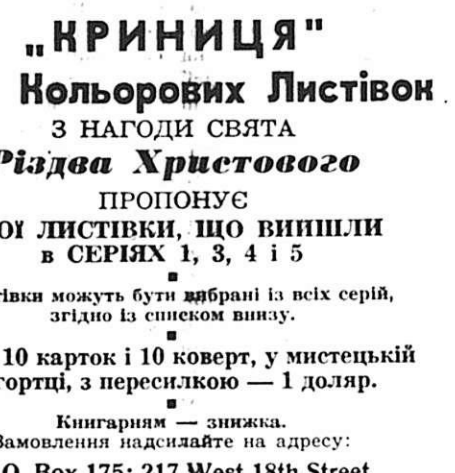 „КРИНИЦЯ"
Кольорових Листівок
З НАГОДИ СВЯТА
Різдва Христового
ПРОПОНУЄ
ЛИСТІВКИ, ЩО ВИЙШЛИ
в СЕРІЯХ 1, 3, 4 і 5
можуть бути вибрані із всіх серій,
згідно із списком внизу.
10 карток і 10 коверт, у мистецькій
з пересилкою — 1 доляр.
Книгарням — знижка.
Замовлення надсилайте на адресу:
Box 175; 217 West 18th Street